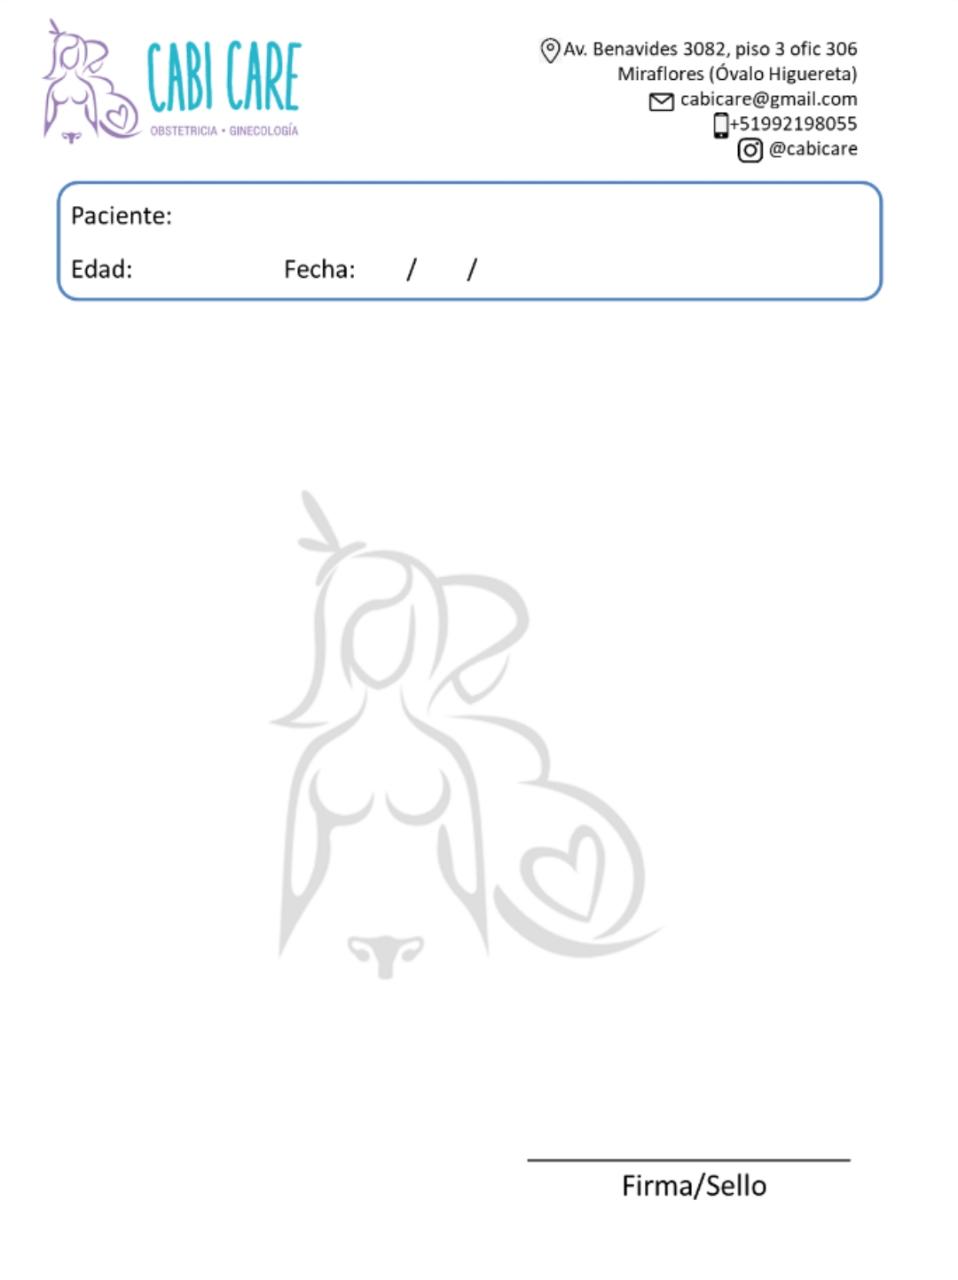 CABI CARE
OBSTETRICIA • GINECOLOGÍA
Av. Benavides 3082, piso 3 ofic 306
Miraflores (Óvalo Higuereta)
cabicare@gmail.com
+51992198055
@cabicare
Paciente:
Edad: Fecha: / /
Firma/Sello